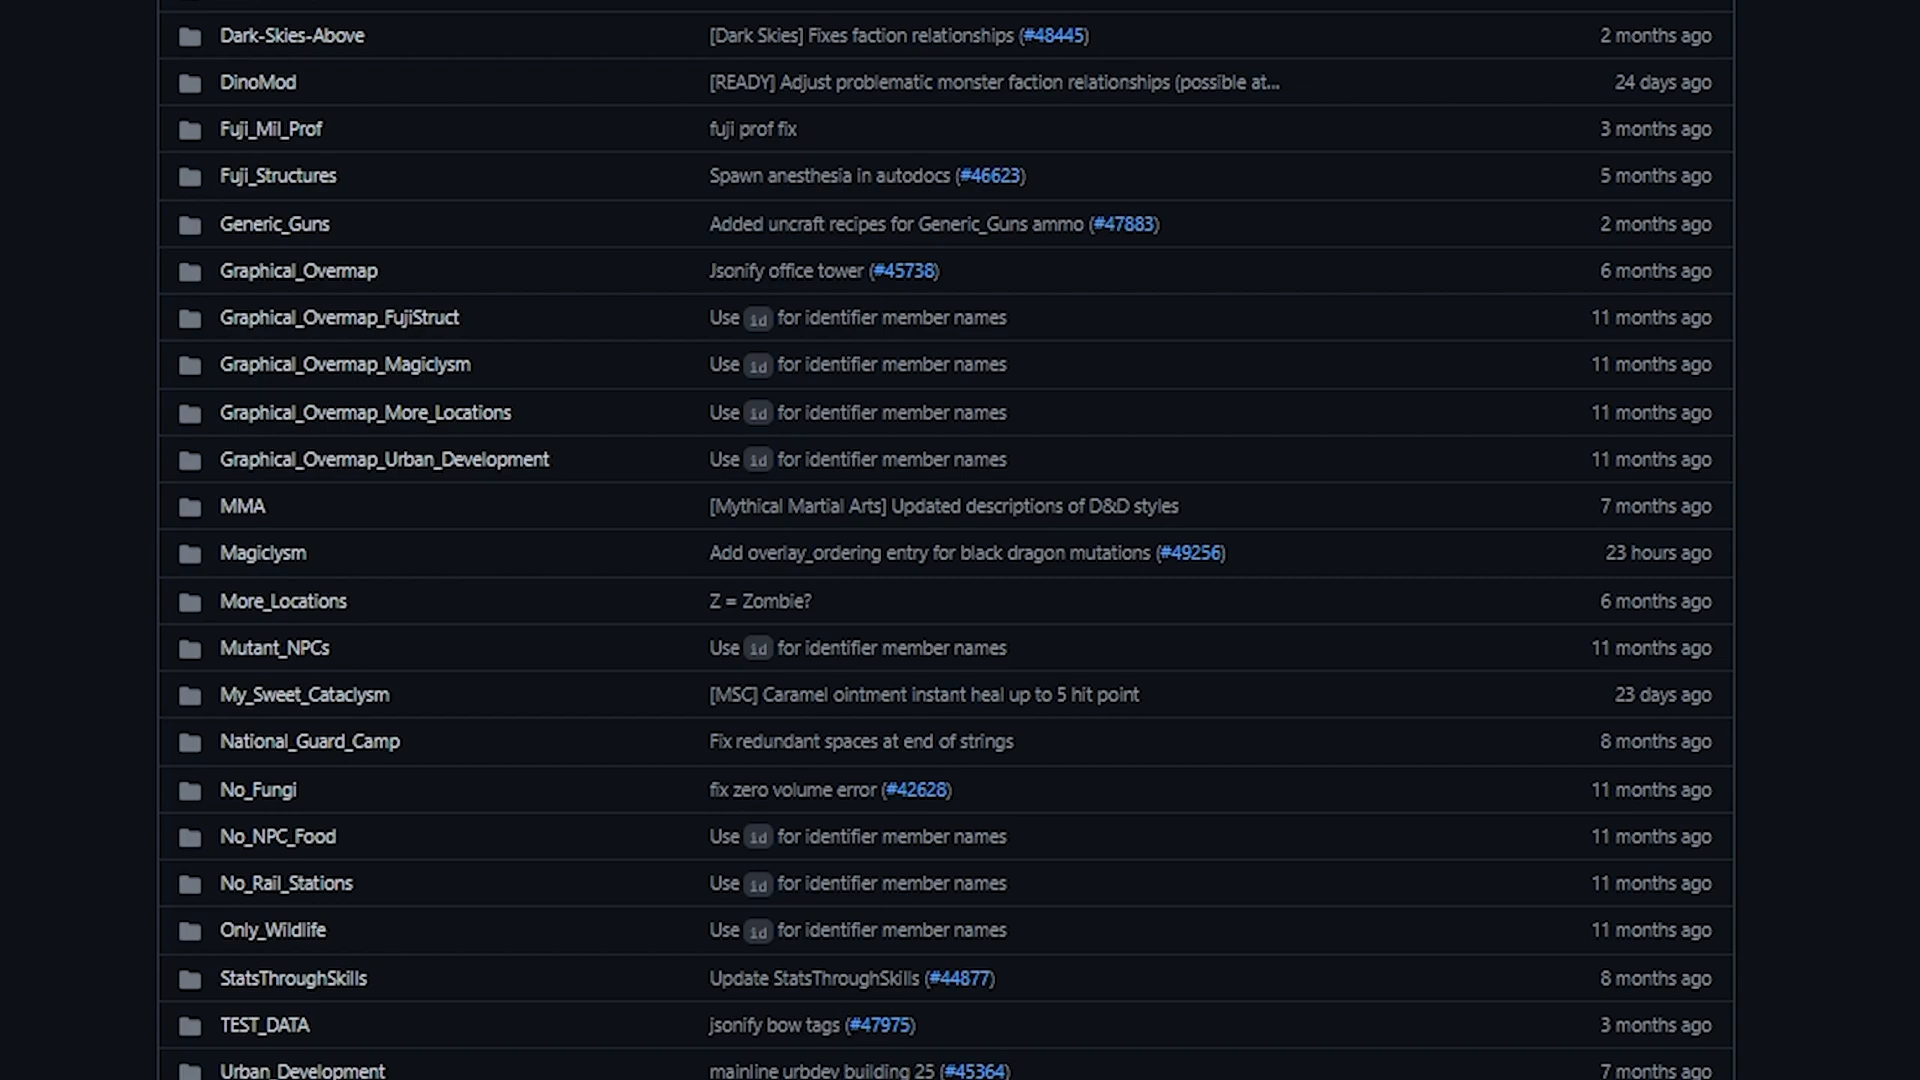 Dark-Skies-Above [Dark Skies] Fixes faction relationships (#48445) 2 months ago
DinoMod [READY] Adjust problematic monster faction relationships (possible at... 24 days ago
Fuji_Mil_Prof fuji prof fix 3 months ago
Fuji_Structures Spawn anesthesia in autodocs (#46623) 5 months ago
Generic_Guns Added uncraft recipes for Generic_Guns ammo (#47883) 2 months ago
Graphical_Overmap Jsonify office tower (#45738) 6 months ago
Graphical_Overmap_FujiStruct Use id for identifier member names 11 months ago
Graphical_Overmap_Magiclysm Use id for identifier member names 11 months ago
Graphical_Overmap_More_Locations Use id for identifier member names 11 months ago
Graphical_Overmap_Urban_Development Use id for identifier member names 11 months ago
MMA [Mythical Martial Arts] Updated descriptions of D&D styles 7 months ago
Magiclysm Add overlay_ordering entry for black dragon mutations (#49256) 23 hours ago
More_Locations Z = Zombie? 6 months ago
Mutant_NPCs Use id for identifier member names 11 months ago
My_Sweet_Cataclysm [MSC] Caramel ointment instant heal up to 5 hit point 23 days ago
National_Guard_Camp Fix redundant spaces at end of strings 8 months ago
No_Fungi fix zero volume error (#42628) 11 months ago
No_NPC_Food Use id for identifier member names 11 months ago
No_Rail_Stations Use id for identifier member names 11 months ago
Only_Wildlife Use id for identifier member names 11 months ago
StatsThroughSkills Update StatsThroughSkills (#44877) 8 months ago
TEST_DATA jsonify bow tags (#47975) 3 months ago
Urban_Development mainline urbdev building 25 (#45364) 7 months ago